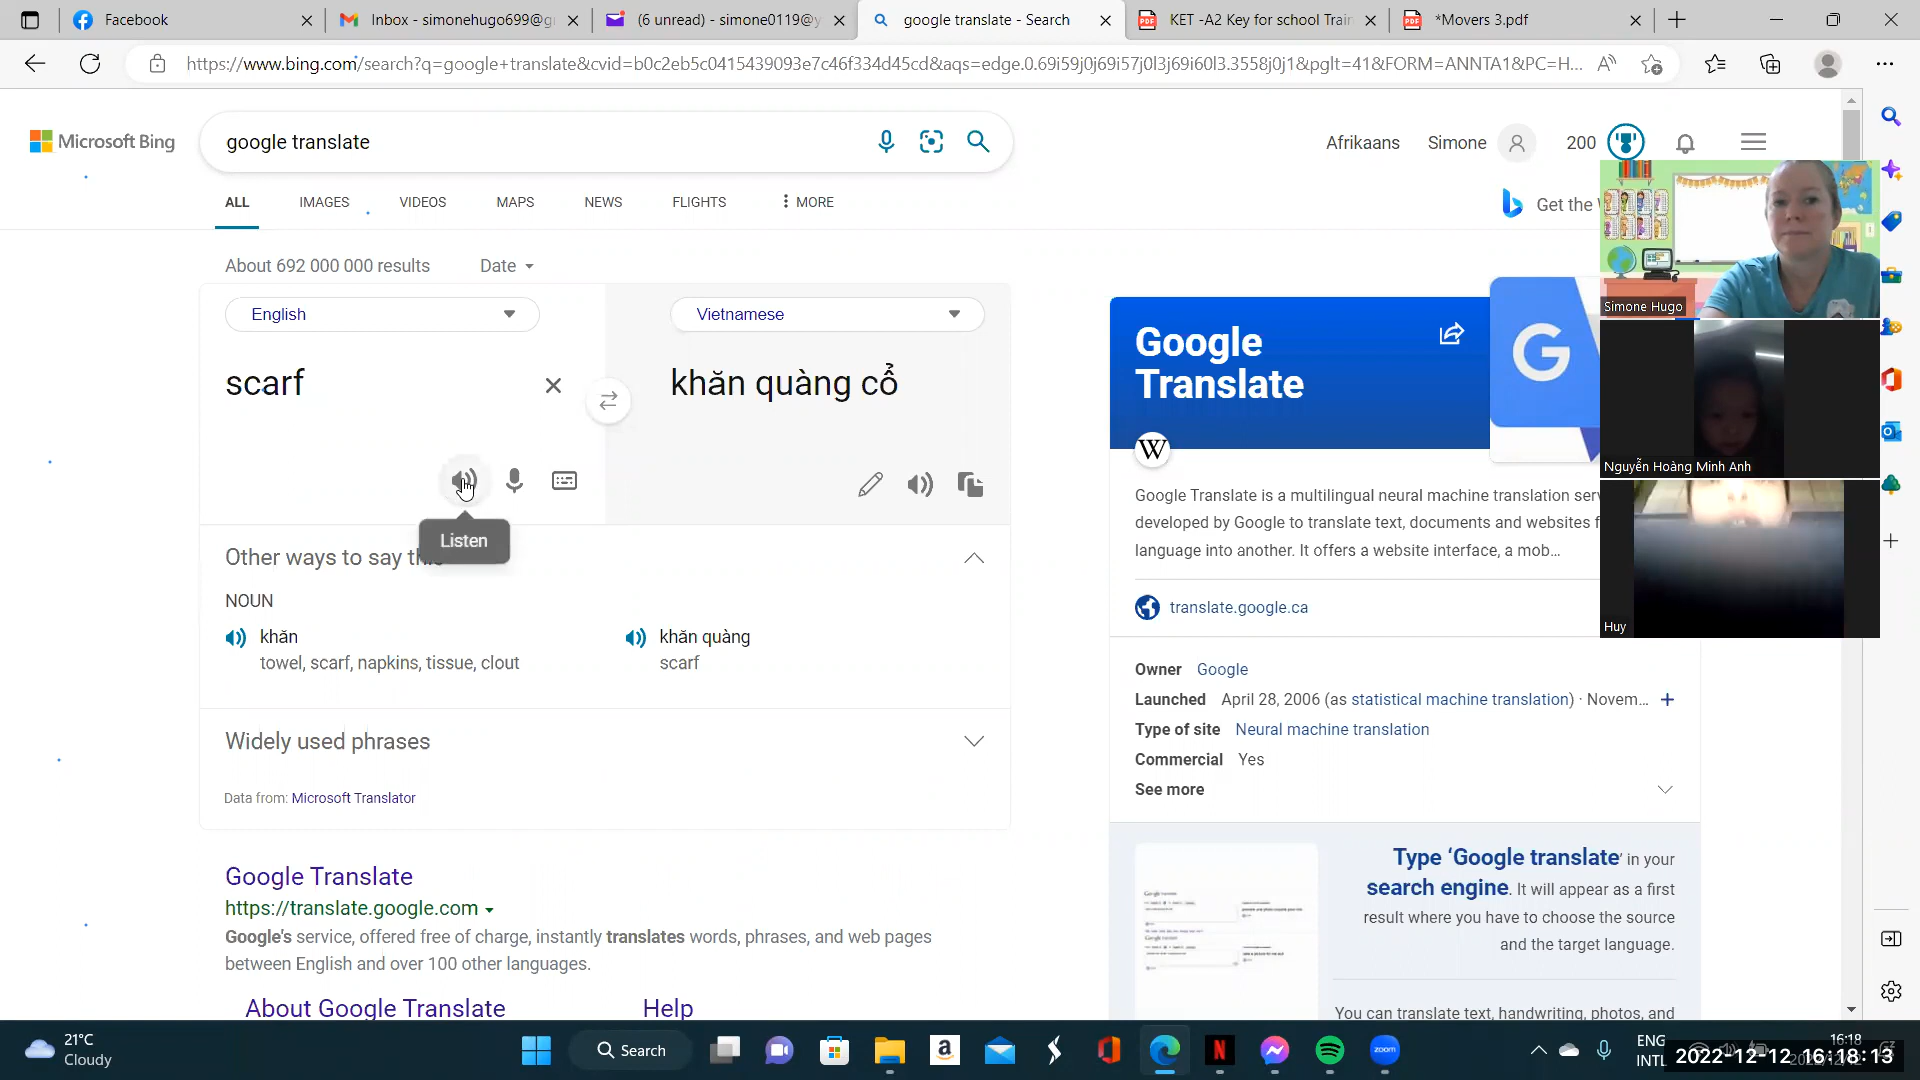 Facebook
Inbox - simonehugo699@g
(6 unread) - simone0119@y
google translate - Search
KET -A2 Key for school Train
*Movers 3.pdf
https://www.bing.com/search?q=google+translate&cvid=b0c2eb5c0415439093e7c46f334d45cd&aqs=edge.0.69i59j0j69i57j0l3j69i60l3.3558j0j1&pglt=41&FORM=ANNTA1&PC=H...
Microsoft Bing
google translate
Afrikaans
Simone
200
ALL
IMAGES
VIDEOS
MAPS
NEWS
FLIGHTS
MORE
Get the
About 692 000 000 results
Date
English
Vietnamese
scarf
khăn quàng cổ
Listen
Other ways to say
NOUN
khăn
towel, scarf, napkins, tissue, clout
khăn quàng
scarf
Widely used phrases
Data from: Microsoft Translator
Google Translate
https://translate.google.com
Google's service, offered free of charge, instantly translates words, phrases, and web pages
between English and over 100 other languages.
About Google Translate
Help
Google
Translate
G
W
Google Translate is a multilingual neural machine translation
developed by Google to translate text, documents and websites
language into another. It offers a website interface, a mob...
translate.google.ca
Owner Google
Launched April 28, 2006 (as statistical machine translation) · Novem...
Type of site Neural machine translation
Commercial Yes
See more
Type ‘Google translate’ in your
search engine. It will appear as a first
result where you have to choose the source
and the target language.
You can translate text, handwriting, photos, and
Simone Hugo
Nguyễn Hoàng Minh Anh
Huy
21°C
Cloudy
Search
zoom
ENG
INTL
16:18
2022-12-12 16:18:13